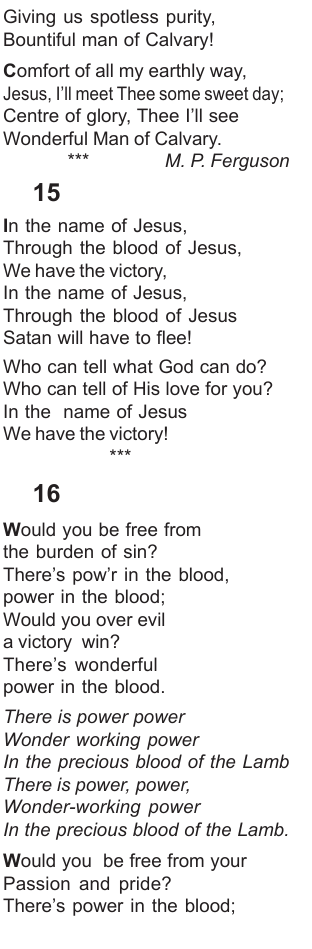 Giving us spotless purity,
Bountiful man of Calvary!
Comfort of all my earthly way,
Jesus, I'll meet Thee some sweet day;
Centre of glory, Thee I'll see
Wonderful Man of Calvary.
*** M. P. Ferguson
15
In the name of Jesus,
Through the blood of Jesus,
We have the victory,
In the name of Jesus,
Through the blood of Jesus
Satan will have to flee!
Who can tell what God can do?
Who can tell of His love for you?
In the name of Jesus
We have the victory!
***
16
Would you be free from
the burden of sin?
There's pow'r in the blood,
power in the blood;
Would you over evil
a victory win?
There's wonderful
power in the blood.
There is power power
Wonder working power
In the precious blood of the Lamb
There is power, power,
Wonder-working power
In the precious blood of the Lamb.
Would you be free from your
Passion and pride?
There's power in the blood;